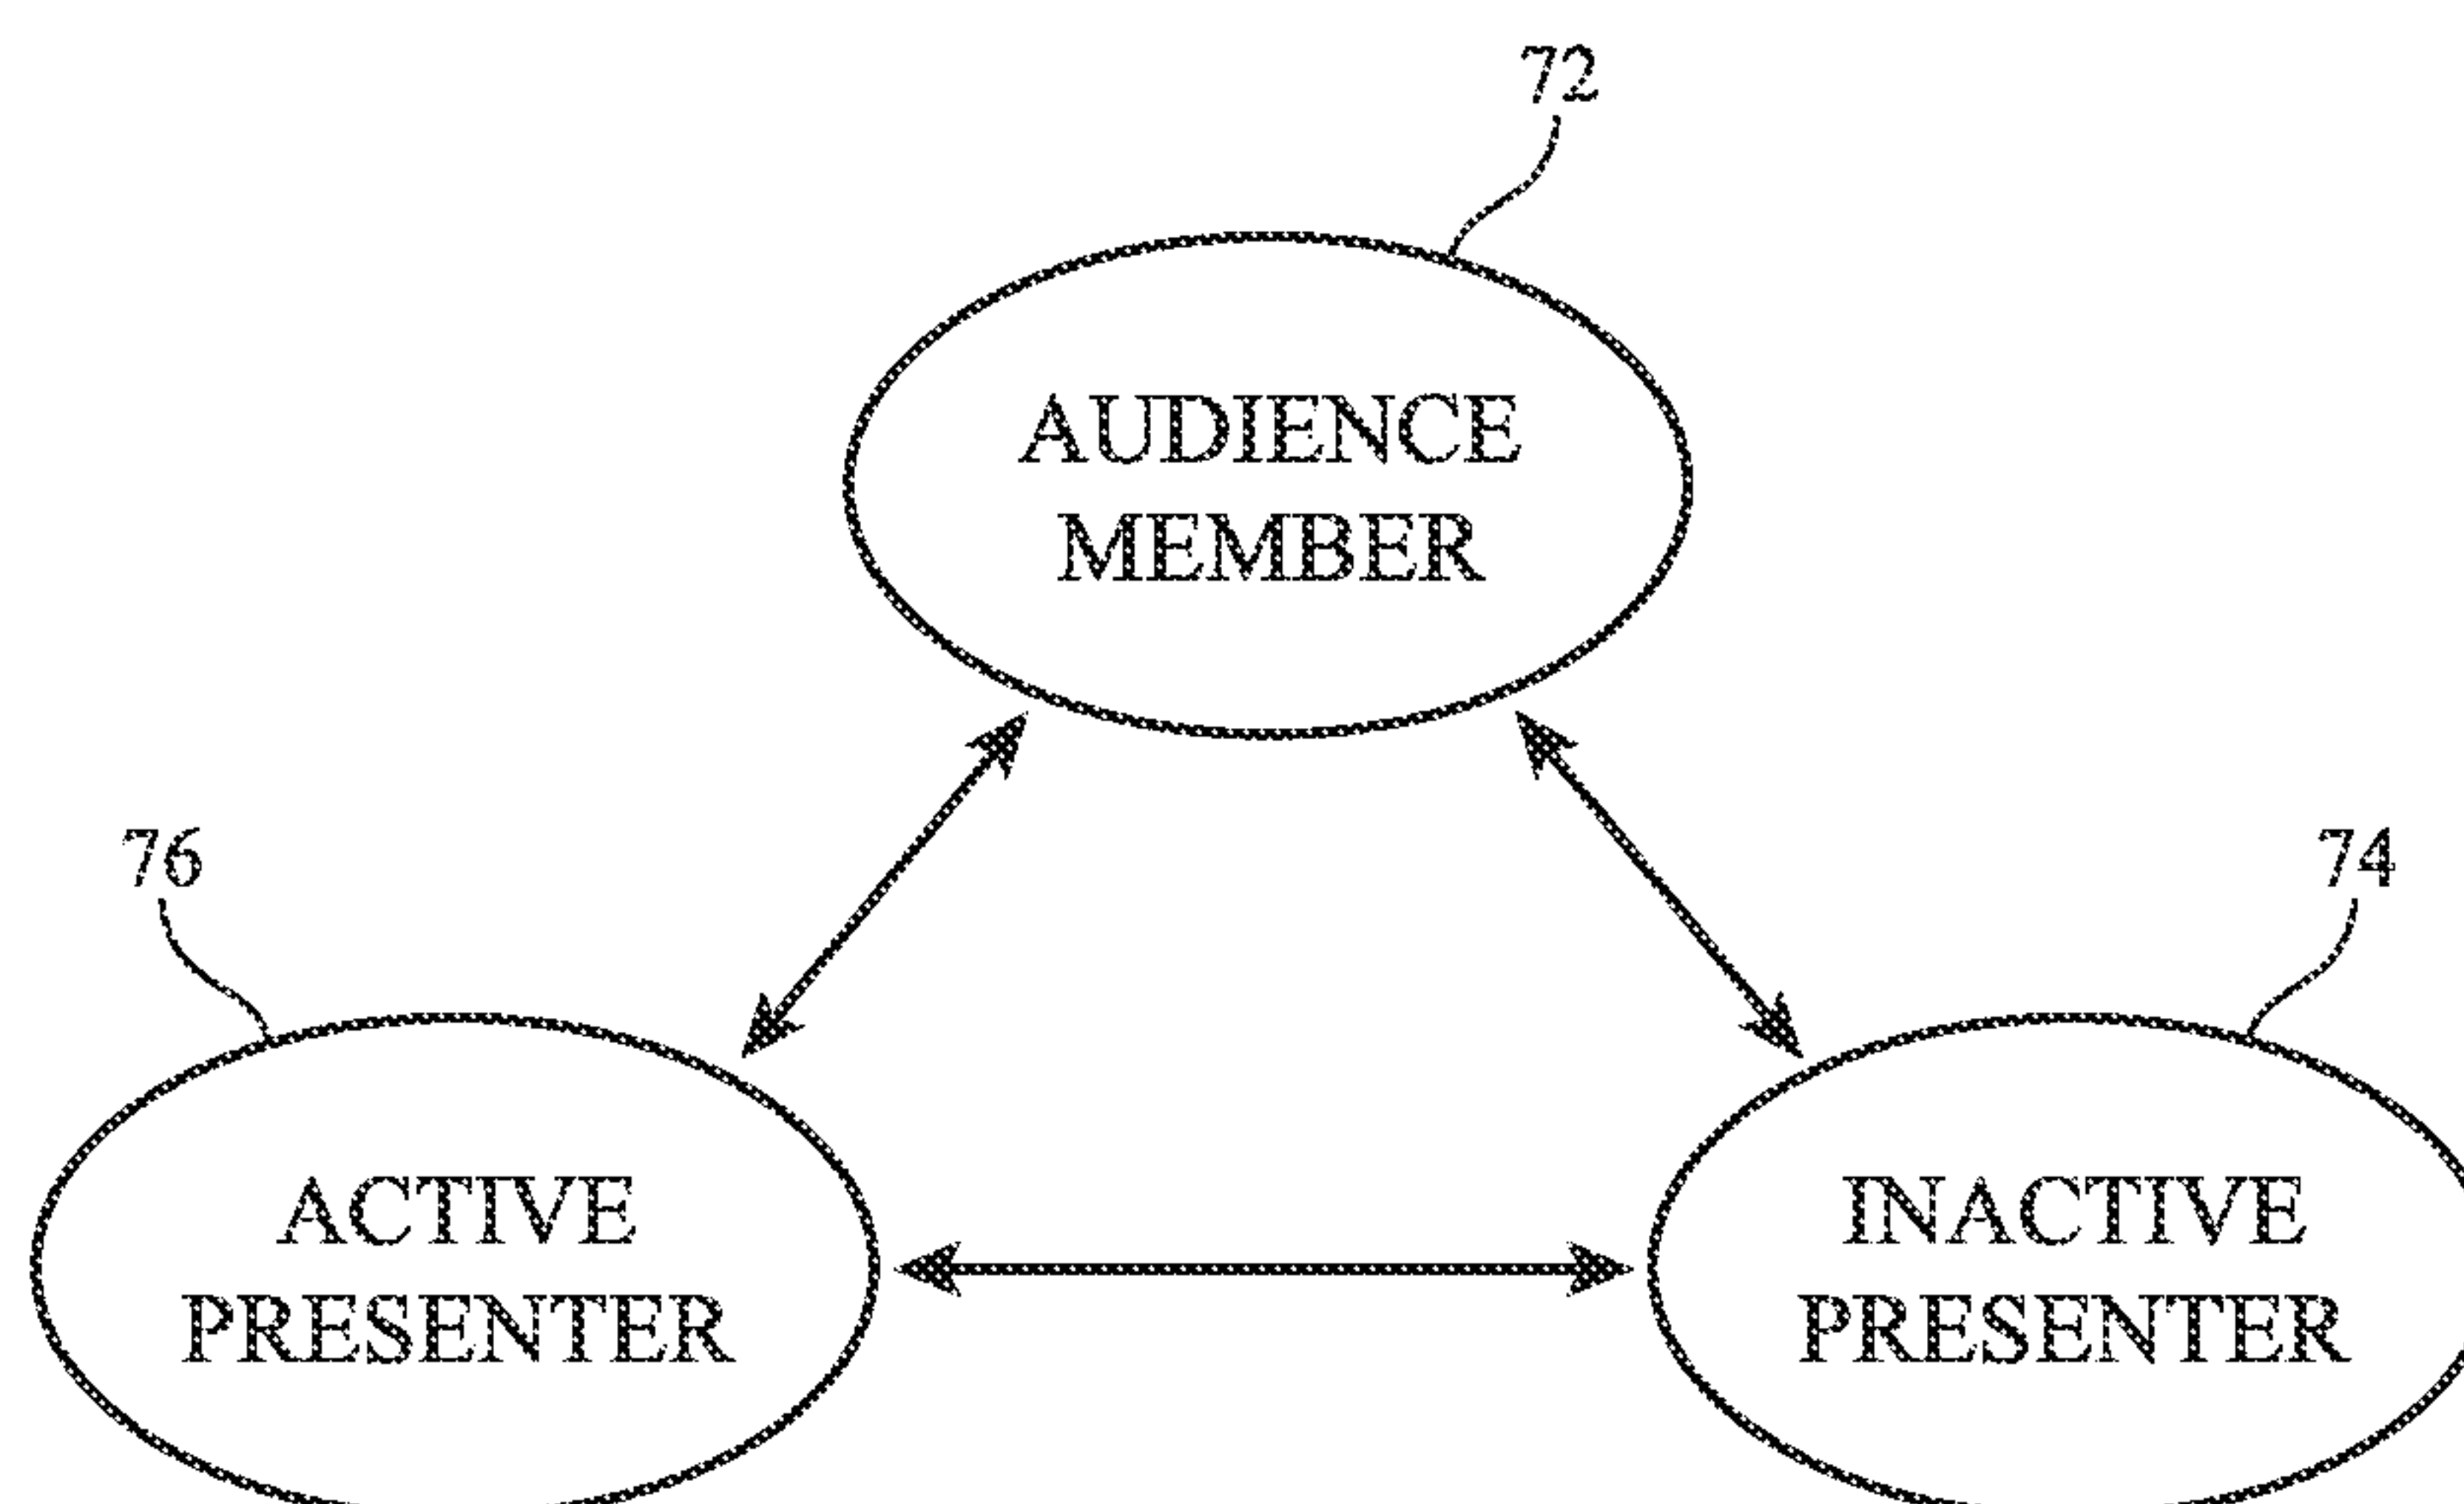 72
AUDIENCE
MEMBER
76
74
ACTIVE
PRESENTER
INACTIVE
PRESENTER